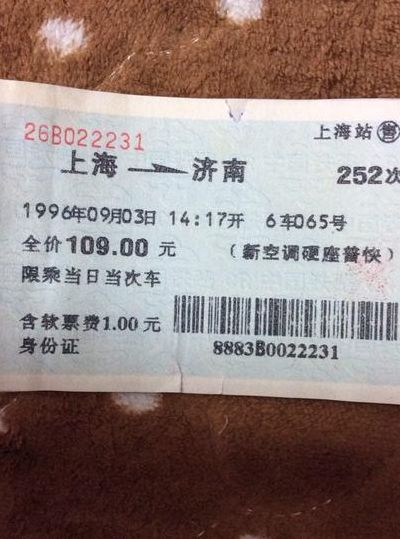 26B022231
上海站㊞售
上海 → 济南 252次
1996年09月03日 14:17开 6车065号
全价109.00 元 (新空调硬座普快)
限乘当日当次车
含软票费1.00元
身份证 8883B0022231